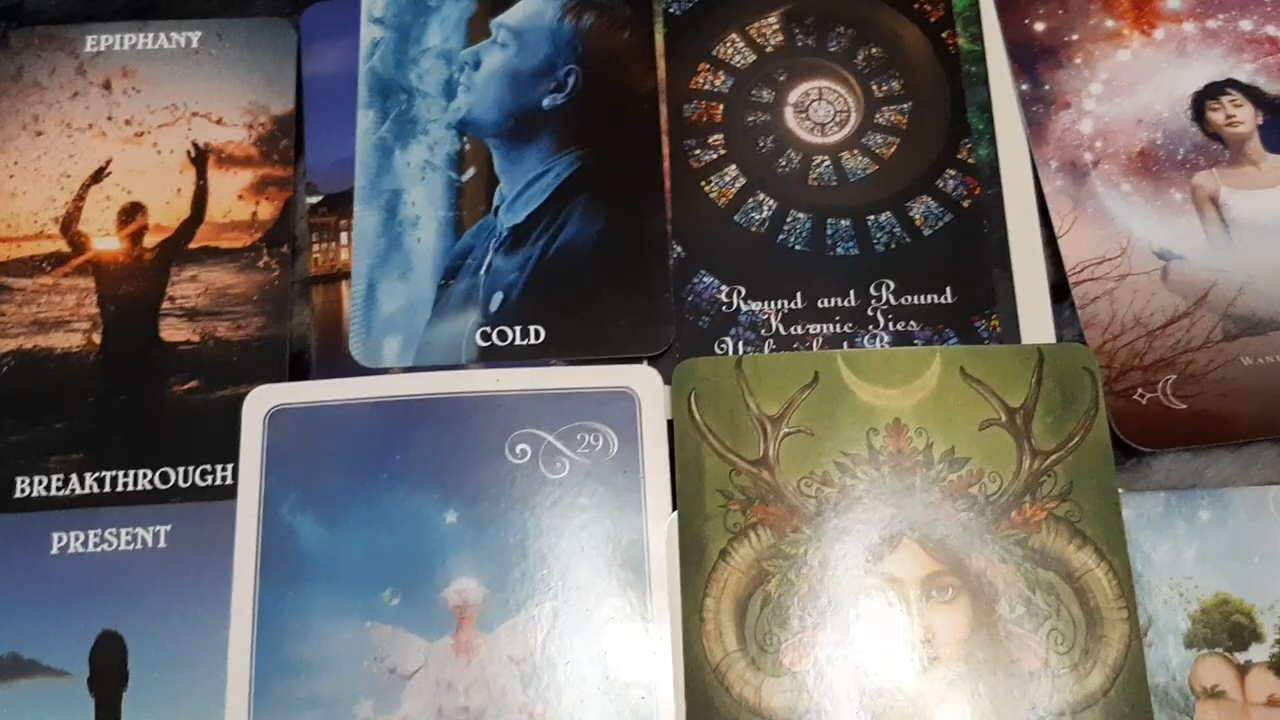 EPIPHANY
BREAKTHROUGH
COLD
Round and Round
Karmic Ties
PRESENT
29